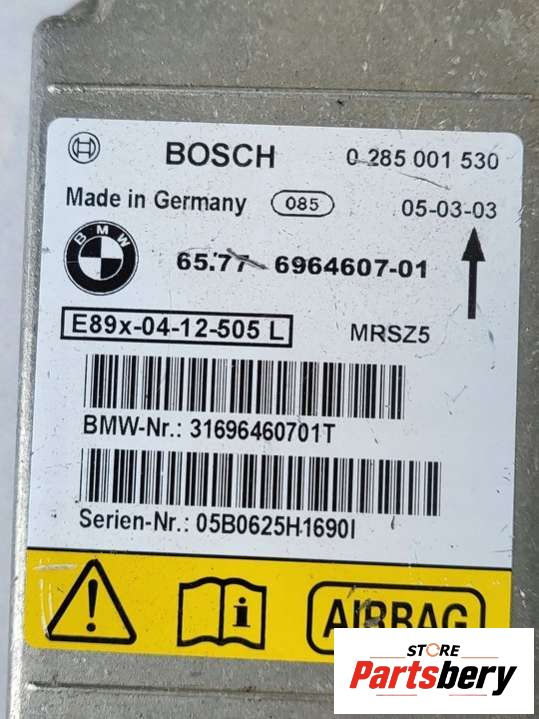 BOSCH 0 285 001 530
Made in Germany 085 05-03-03
BMW
65.77 6964607-01
E89x-04-12-505 L MRSZ5
BMW-Nr.: 31696460701T
Serien-Nr.: 05B0625H1690I
i AIRBAG
STORE
Partsbery